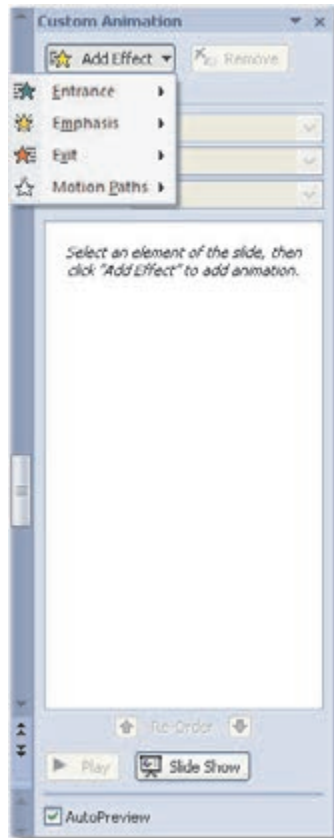 Custom Animation
Add Effect
Remove
Entrance
Emphasis
Exit
Motion Paths
Select an element of the slide, then
click "Add Effect" to add animation.
Re-Order
Play
Slide Show
AutoPreview